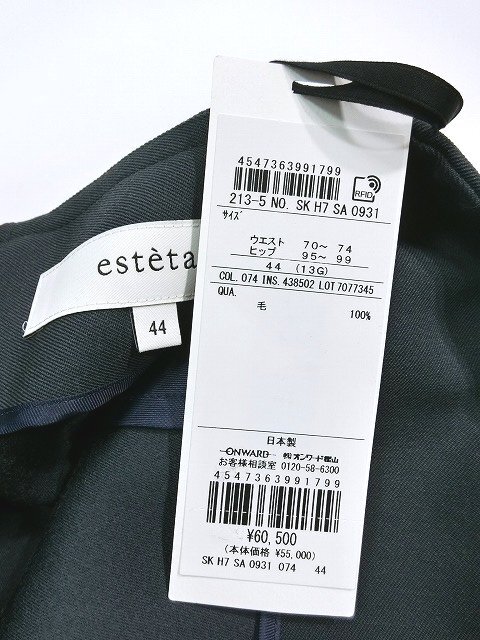 4547363991799
RFID
213-5 NO. SK H7 SA 0931
サイズ
ウエスト 70～ 74
ヒップ 95～ 99
44 (13G)
COL. 074 INS. 438502 LOT 7077345
QUA.
毛 100%
日本製
ONWARD ㈱オンワード樫山
お客様相談室 0120-58-6300
4547363991799
¥60,500
(本体価格 ¥55,000)
SK H7 SA 0931 074 44
estèta
44